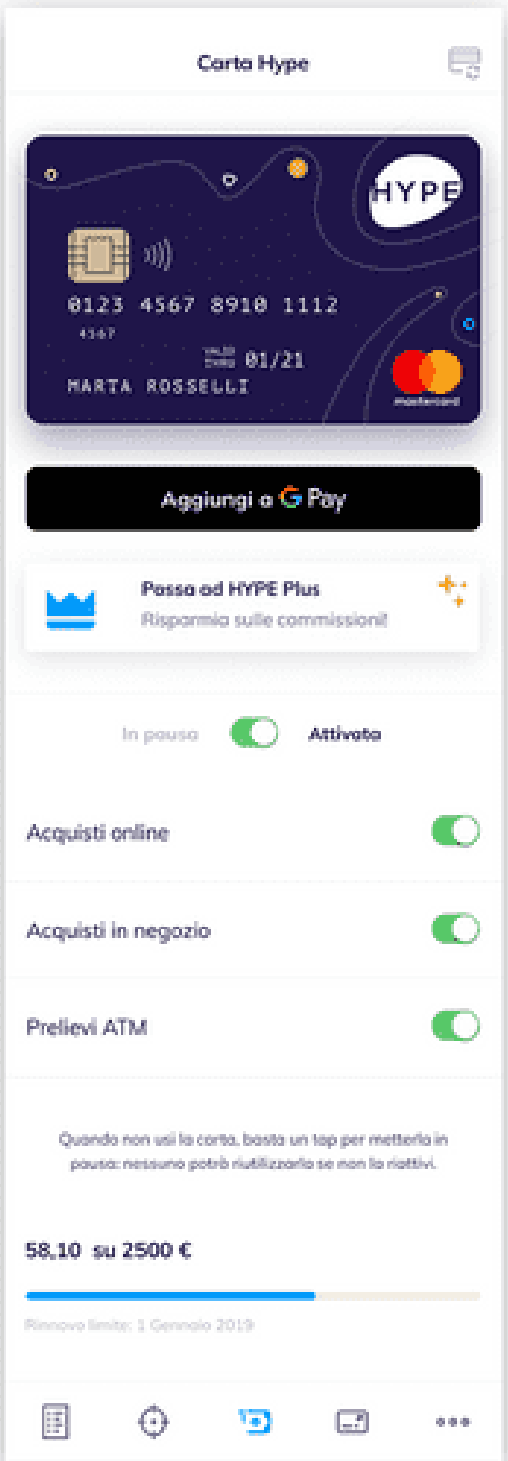 Carta Hype
HYPE
0123 4567 8910 1112
4567
VALID
THRU 01/21
MARTA ROSSELLI
mastercard
Aggiungi a G Pay
Passa ad HYPE Plus
Risparmia sulle commissioni!
In pausa Attivata
Acquisti online
Acquisti in negozio
Prelievi ATM
Quando non usi la carta, basta un tap per metterla in
pausa: nessuno potrà riutilizzarla se non la riattivi.
58,10 su 2500 €
Rinnovo limite: 1 Gennaio 2019